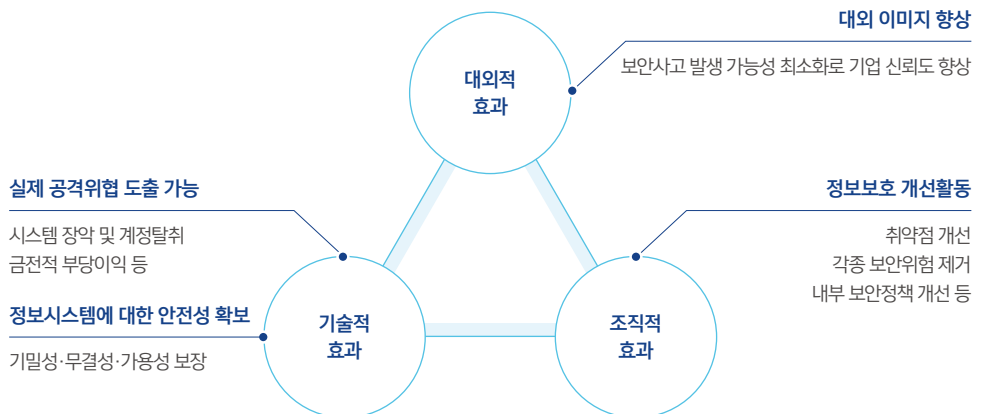 대외 이미지 향상
보안사고 발생 가능성 최소화로 기업 신뢰도 향상
대외적
효과
실제 공격위협 도출 가능
시스템 장악 및 계정탈취
금전적 부당이익 등
정보시스템에 대한 안전성 확보
기밀성·무결성·가용성 보장
기술적
효과
정보보호 개선활동
취약점 개선
각종 보안위험 제거
내부 보안정책 개선 등
조직적
효과